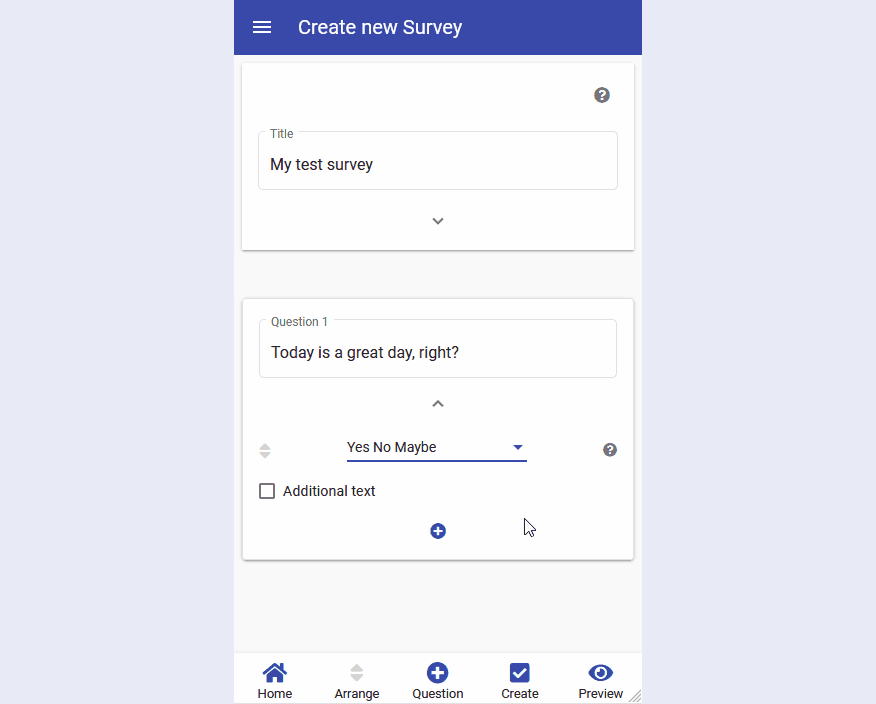 Create new Survey
Title
My test survey
Question 1
Today is a great day, right?
Yes No Maybe
Additional text
Home
Arrange
Question
Create
Preview